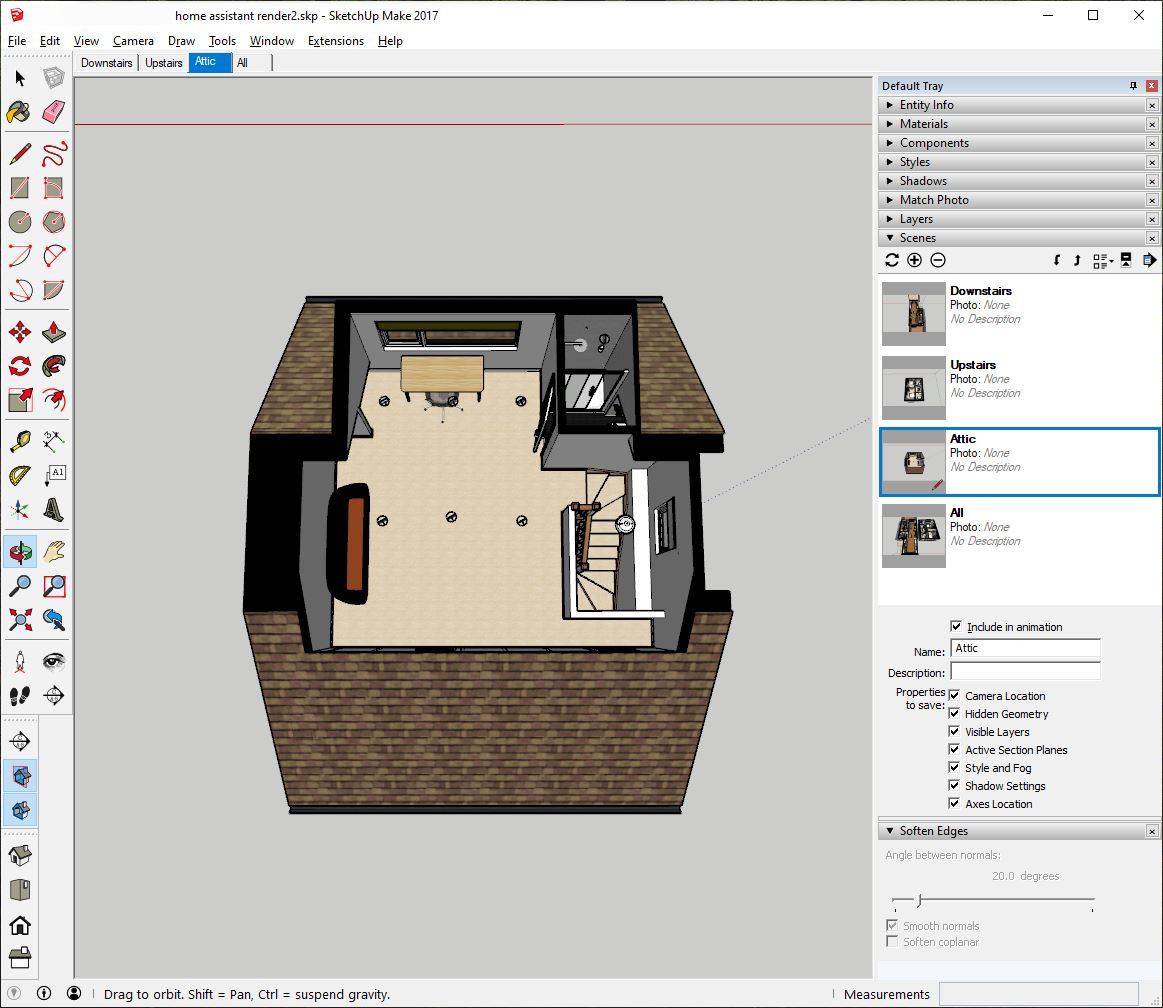 home assistant render2.skp - SketchUp Make 2017
File Edit View Camera Draw Tools Window Extensions Help
Downstairs Upstairs Attic All
Default Tray
Entity Info
Materials
Components
Styles
Shadows
Match Photo
Layers
Scenes
Downstairs
Photo: None
No Description
Upstairs
Photo: None
No Description
Attic
Photo: None
No Description
All
Photo: None
No Description
Include in animation
Name: Attic
Description:
Properties to save:
Camera Location
Hidden Geometry
Visible Layers
Active Section Planes
Style and Fog
Shadow Settings
Axes Location
Soften Edges
Angle between normals:
20.0 degrees
Smooth normals
Soften coplanar
A1
Drag to orbit. Shift = Pan, Ctrl = suspend gravity.
Measurements